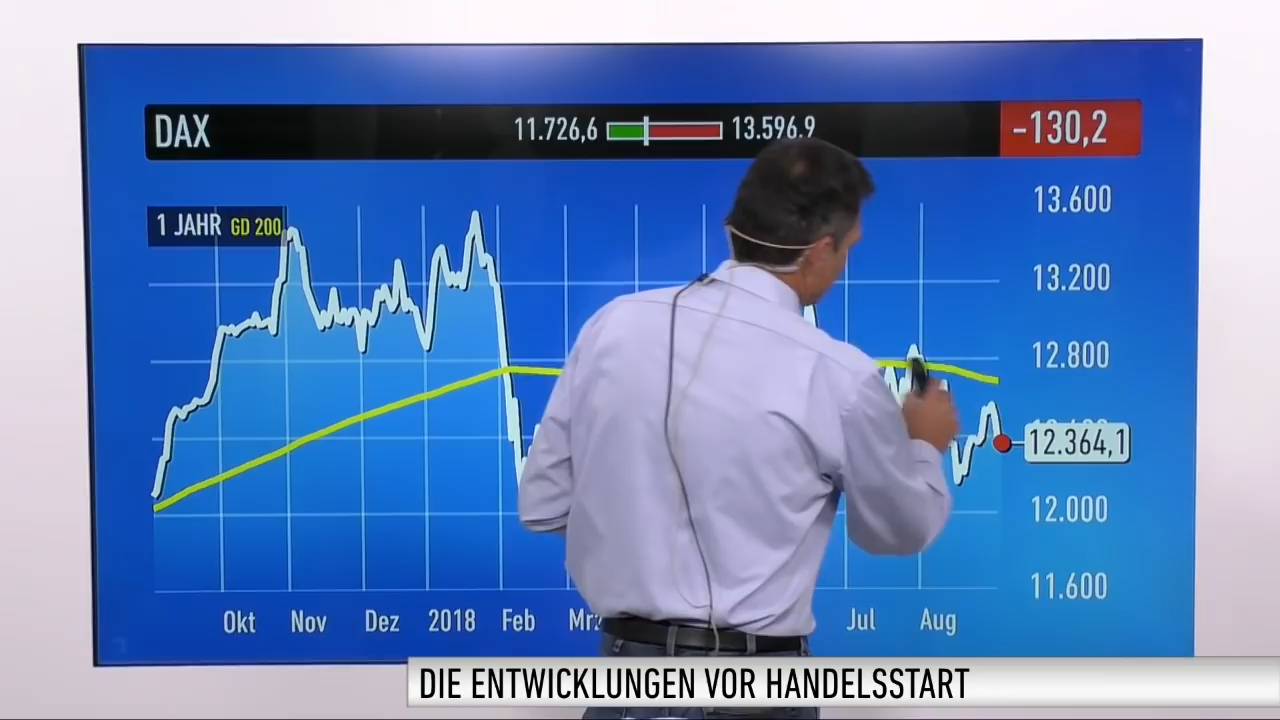 DAX 11.726,6 13.596,9 -130,2
1 JAHR GD 200
13.600
13.200
12.800
12.364,1
12.000
11.600
Okt Nov Dez 2018 Feb Jul Aug
DIE ENTWICKLUNGEN VOR HANDELSSTART